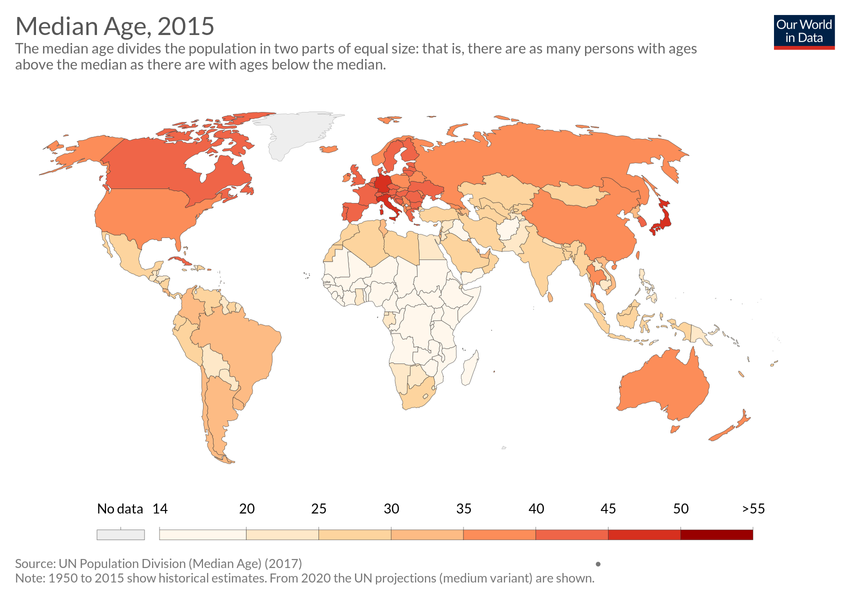 Median Age, 2015
Our World
in Data
The median age divides the population in two parts of equal size: that is, there are as many persons with ages
above the median as there are with ages below the median.
No data 14 20 25 30 35 40 45 50 >55
Source: UN Population Division (Median Age) (2017)
Note: 1950 to 2015 show historical estimates. From 2020 the UN projections (medium variant) are shown.